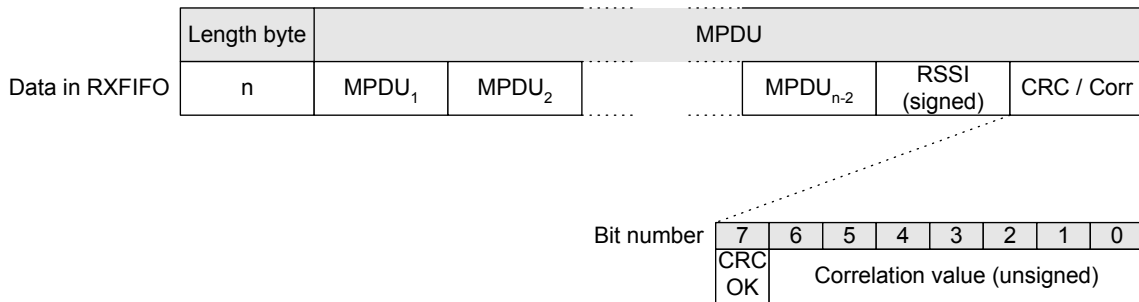 Length byte MPDU
Data in RXFIFO n MPDU₁ MPDU₂ MPDUₙ₋₂ RSSI (signed) CRC / Corr
Bit number 7 6 5 4 3 2 1 0
CRC OK Correlation value (unsigned)